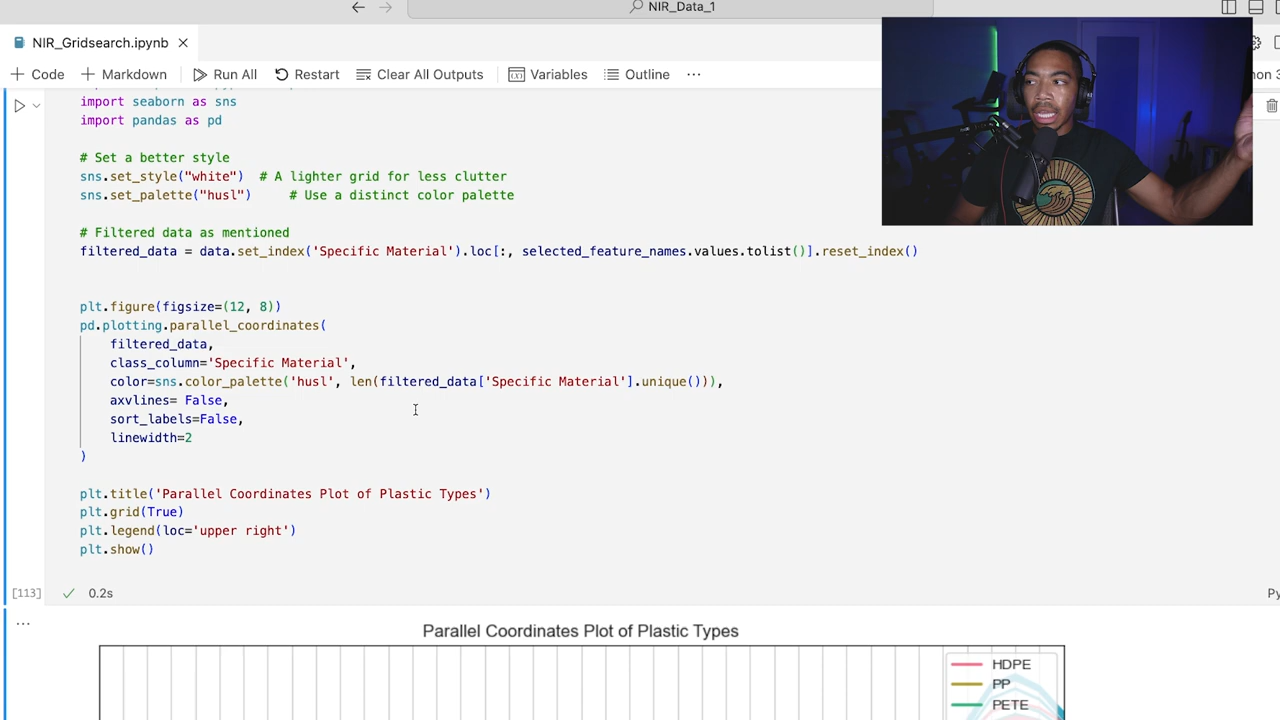 NIR_Data_1
NIR_Gridsearch.ipynb
Code Markdown Run All Restart Clear All Outputs Variables Outline ...
import seaborn as sns
import pandas as pd
# Set a better style
sns.set_style("white") # A lighter grid for less clutter
sns.set_palette("husl") # Use a distinct color palette
# Filtered data as mentioned
filtered_data = data.set_index('Specific Material').loc[:, selected_feature_names.values.tolist()].reset_index()
plt.figure(figsize=(12, 8))
pd.plotting.parallel_coordinates(
filtered_data,
class_column='Specific Material',
color=sns.color_palette('husl', len(filtered_data['Specific Material'].unique())),
axvlines= False,
sort_labels=False,
linewidth=2
)
plt.title('Parallel Coordinates Plot of Plastic Types')
plt.grid(True)
plt.legend(loc='upper right')
plt.show()
[113] 0.2s
Parallel Coordinates Plot of Plastic Types
HDPE
PP
PETE